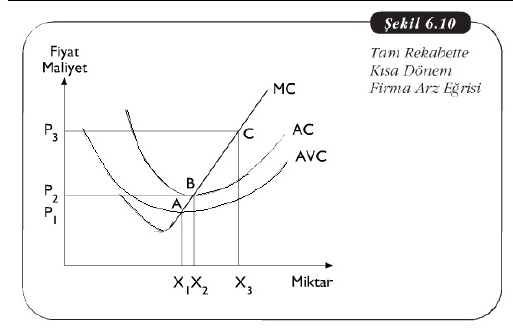 Şekil 6.10
Tam Rekabette
Kısa Dönem
Firma Arz Eğrisi
Fiyat
Maliyet
MC
P3
C
AC
AVC
B
P2
A
P1
X1 X2 X3 Miktar